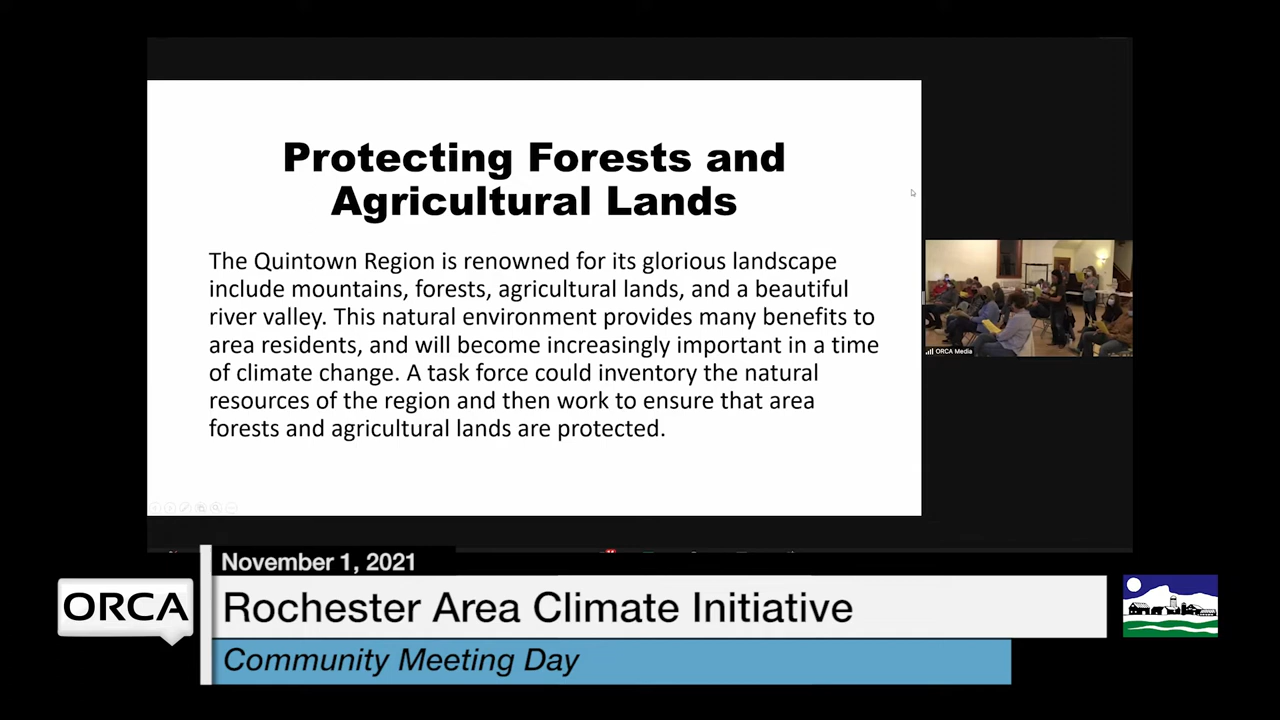 Protecting Forests and
Agricultural Lands
The Quintown Region is renowned for its glorious landscape
include mountains, forests, agricultural lands, and a beautiful
river valley. This natural environment provides many benefits to
area residents, and will become increasingly important in a time
of climate change. A task force could inventory the natural
resources of the region and then work to ensure that area
forests and agricultural lands are protected.
ORCA Media
November 1, 2021
ORCA
Rochester Area Climate Initiative
Community Meeting Day